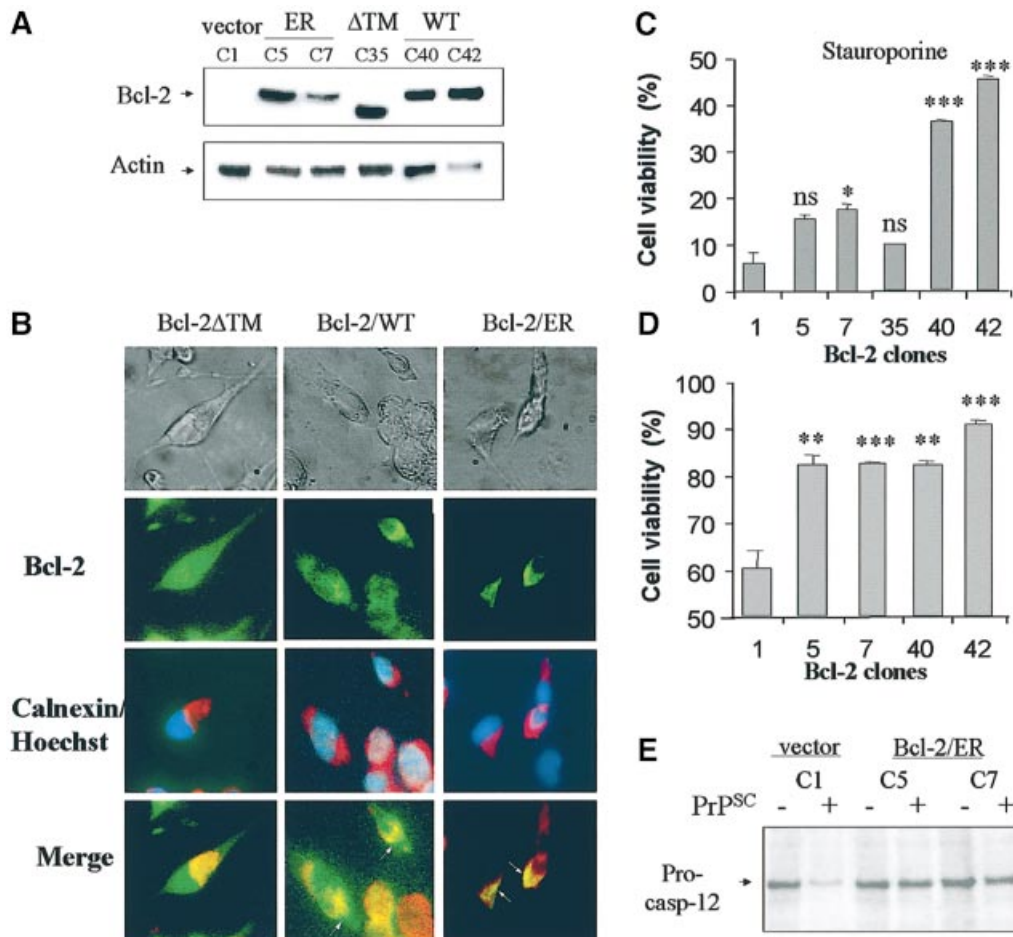 A
vector ER ΔTM WT
C1 C5 C7 C35 C40 C42
Bcl-2
Actin
B
Bcl-2ΔTM Bcl-2/WT Bcl-2/ER
Bcl-2
Calnexin/
Hoechst
Merge
C
Stauroporine
Cell viability (%)
50
40
30
20
10
0
ns * ns *** ***
1 5 7 35 40 42
Bcl-2 clones
D
Cell viability (%)
100
90
80
70
60
50
** *** ** ***
1 5 7 40 42
Bcl-2 clones
E
vector Bcl-2/ER
C1 C5 C7
PrPSC - + - + - +
Pro-
casp-12